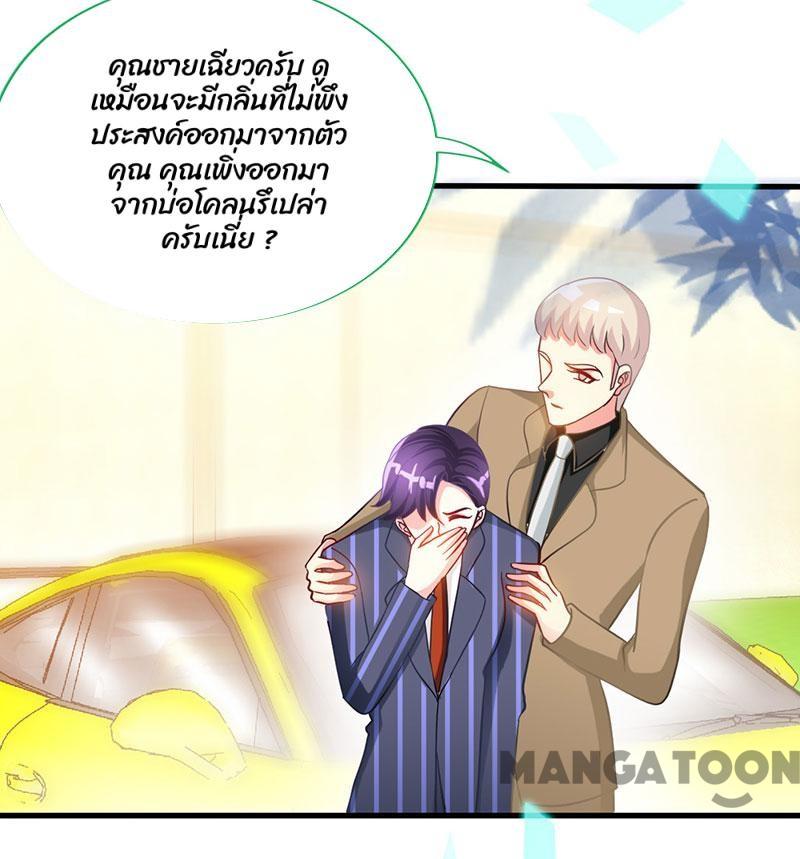 คุณชายเฉียวครับ ดู
เหมือนจะมีกลิ่นที่ไม่พึง
ประสงค์ออกมาจากตัว
คุณ คุณเพิ่งออกมา
จากบ่อโคลนรึเปล่า
ครับเนี่ย ?
MANGATOON